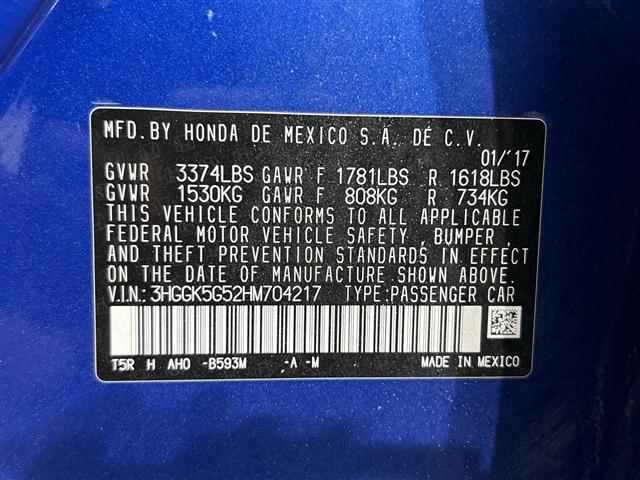 MFD.BY HONDA DE MEXICO S.A. DE C.V.
01/'17
GVWR 3374LBS GAWR F 1781LBS R 1618LBS
GVWR 1530KG GAWR F 808KG R 734KG
THIS VEHICLE CONFORMS TO ALL APPLICABLE
FEDERAL MOTOR VEHICLE SAFETY ,BUMPER ,
AND THEFT PREVENTION STANDARDS IN EFFECT
ON THE DATE OF MANUFACTURE SHOWN ABOVE.
V.I.N.:3HGGK5G52HM704217 TYPE:PASSENGER CAR
T5R H AHO -B593M -A -M MADE IN MEXICO